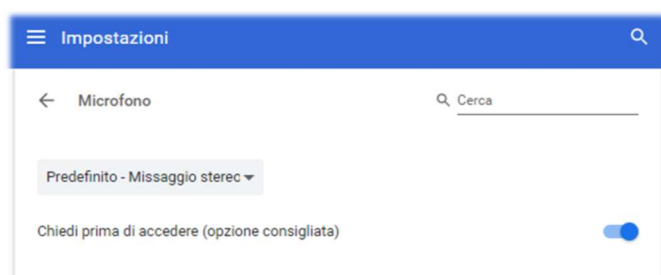 Impostazioni
Microfono
Cerca
Predefinito - Missaggio sterec
Chiedi prima di accedere (opzione consigliata)